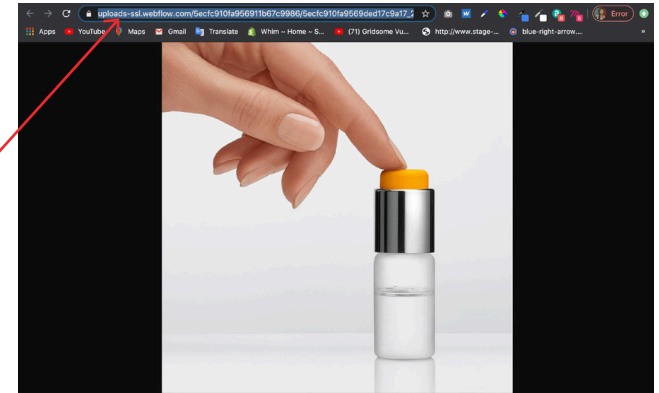 uploads-ssl.webflow.com/5ecfc910fa956911b67c9986/5ecfc910fa9569ded17c9a17_2
Error
Apps YouTube Maps Gmail Translate Whim ~ Home ~ S... (71) Gridsome Vu... http://www.stage-... blue-right-arrow.... »